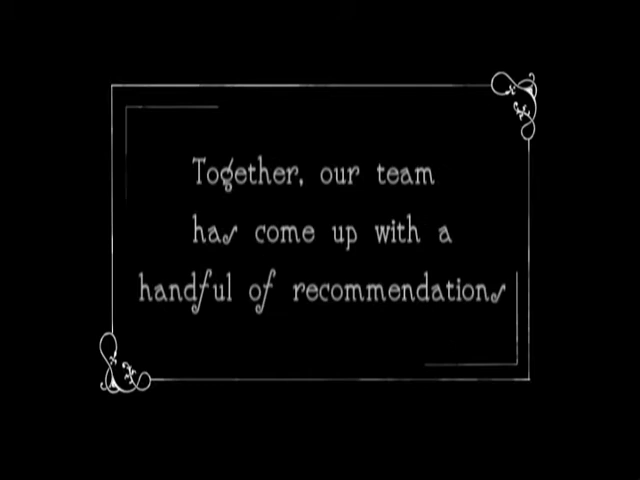 Together, our team
has come up with a
handful of recommendations